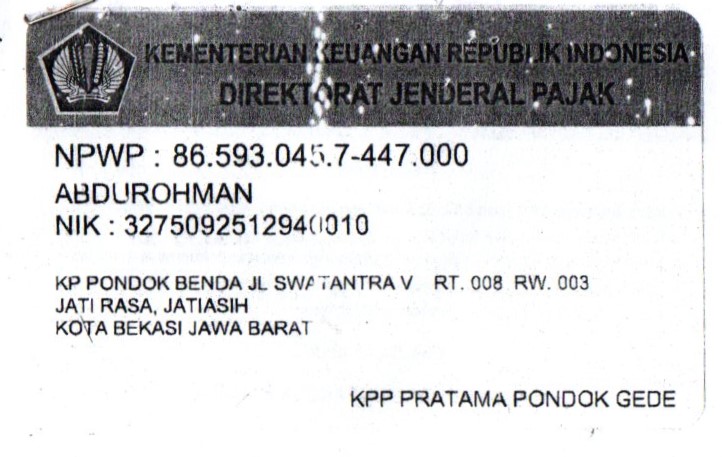 KEMENTERIAN KEUANGAN REPUBLIK INDONESIA
DIREKTORAT JENDERAL PAJAK
NPWP : 86.593.045.7-447.000
ABDUROHMAN
NIK : 3275092512940010
KP PONDOK BENDA JL SWATANTRA V RT. 008 RW. 003
JATI RASA, JATIASIH
KOTA BEKASI JAWA BARAT
KPP PRATAMA PONDOK GEDE